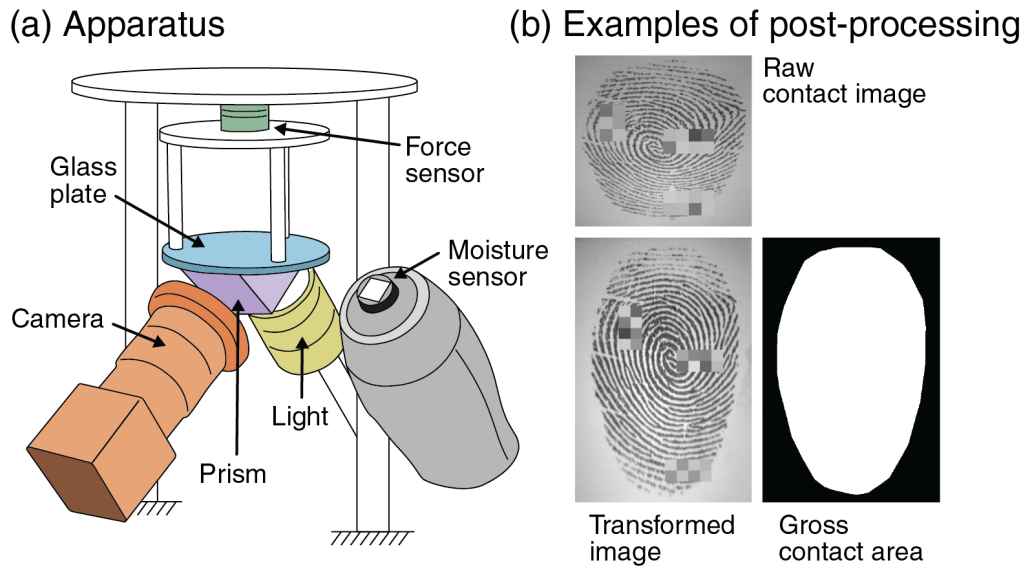 (a) Apparatus
Force
sensor
Glass
plate
Moisture
sensor
Camera
Light
Prism
(b) Examples of post-processing
Raw
contact image
Transformed
image
Gross
contact area